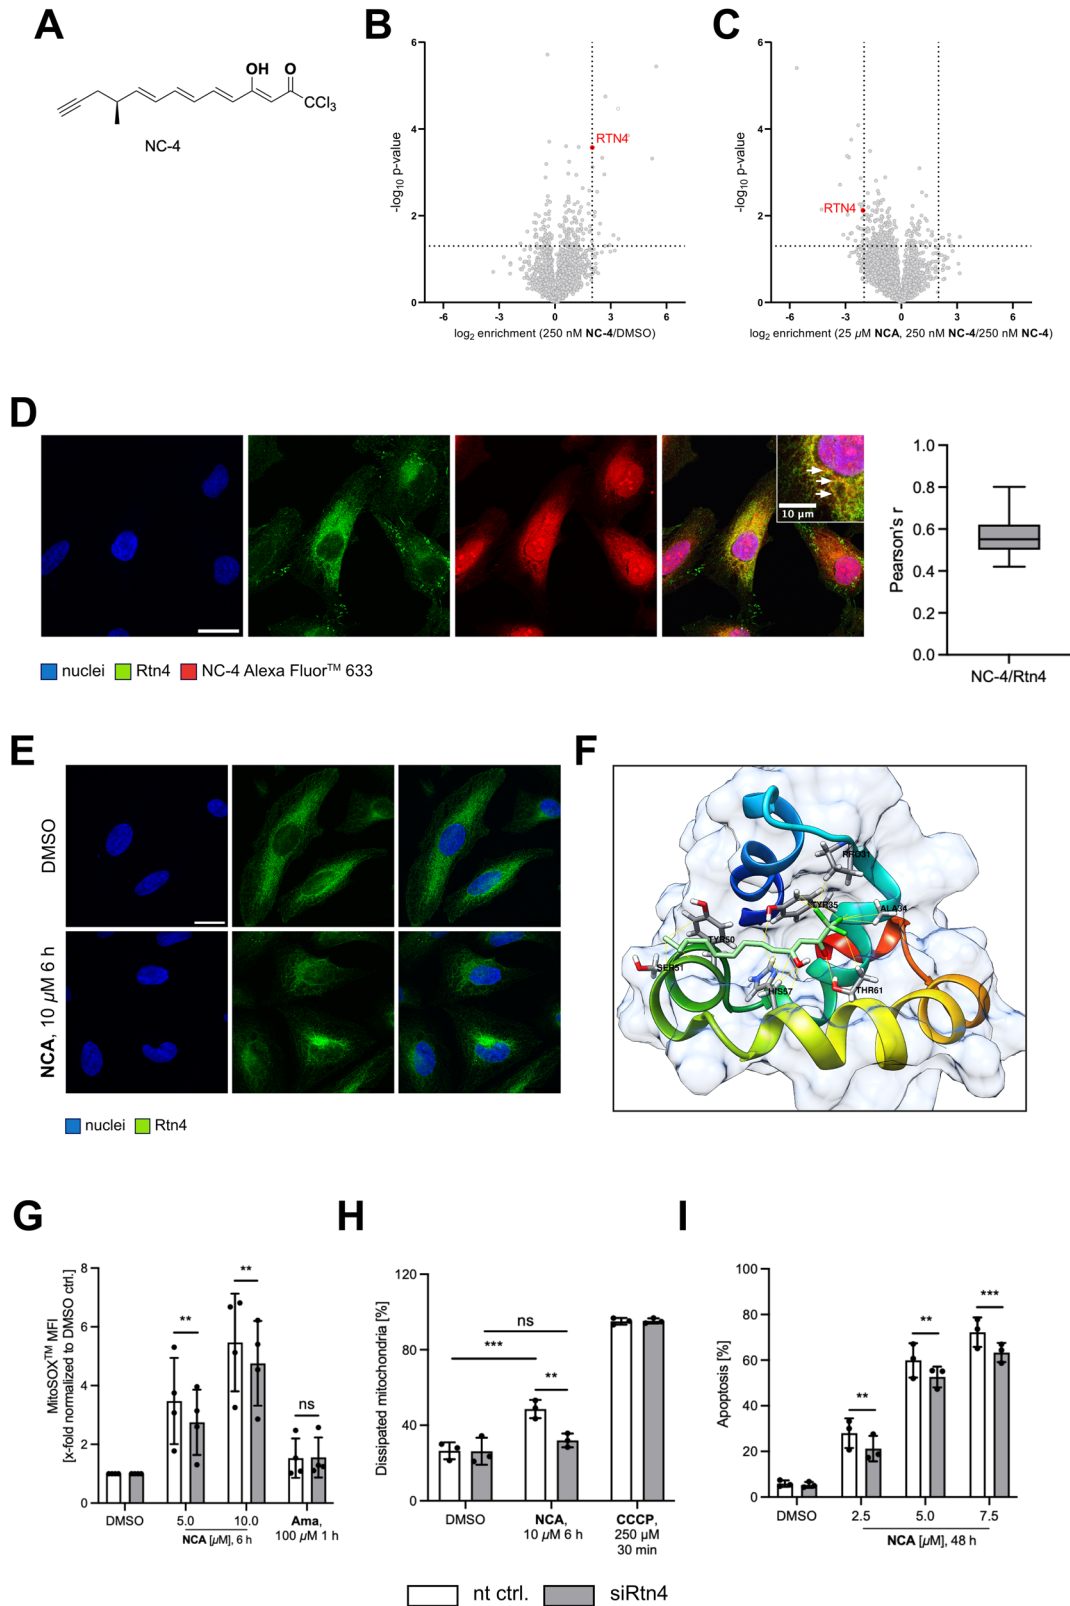 A
OH
O
CCl3
NC-4
B
6
4
2
0
-log10 p-value
RTN4
-6
-3
0
3
6
log2 enrichment (250 nM NC-4/DMSO)
C
6
4
2
0
-log10 p-value
RTN4
-6
-3
0
3
6
log2 enrichment (25 µM NCA, 250 nM NC-4/250 nM NC-4)
D
10 µm
nuclei
Rtn4
NC-4 Alexa Fluor™ 633
1.0
0.8
0.6
0.4
0.2
0.0
Pearson's r
NC-4/Rtn4
E
DMSO
NCA, 10 µM 6 h
nuclei
Rtn4
F
PRO31
TYR35
ALA34
TYR50
SER51
HIS57
THR61
G
8
6
4
2
0
MitoSOX™ MFI
[x-fold normalized to DMSO ctrl.]
**
**
ns
DMSO
5.0
10.0
NCA [µM], 6 h
Ama,
100 µM 1 h
H
120
80
40
0
Dissipated mitochondria [%]
ns
***
**
DMSO
NCA,
10 µM 6 h
CCCP,
250 µM
30 min
I
100
80
60
40
20
0
Apoptosis [%]
**
**
***
DMSO
2.5
5.0
7.5
NCA [µM], 48 h
nt ctrl.
siRtn4